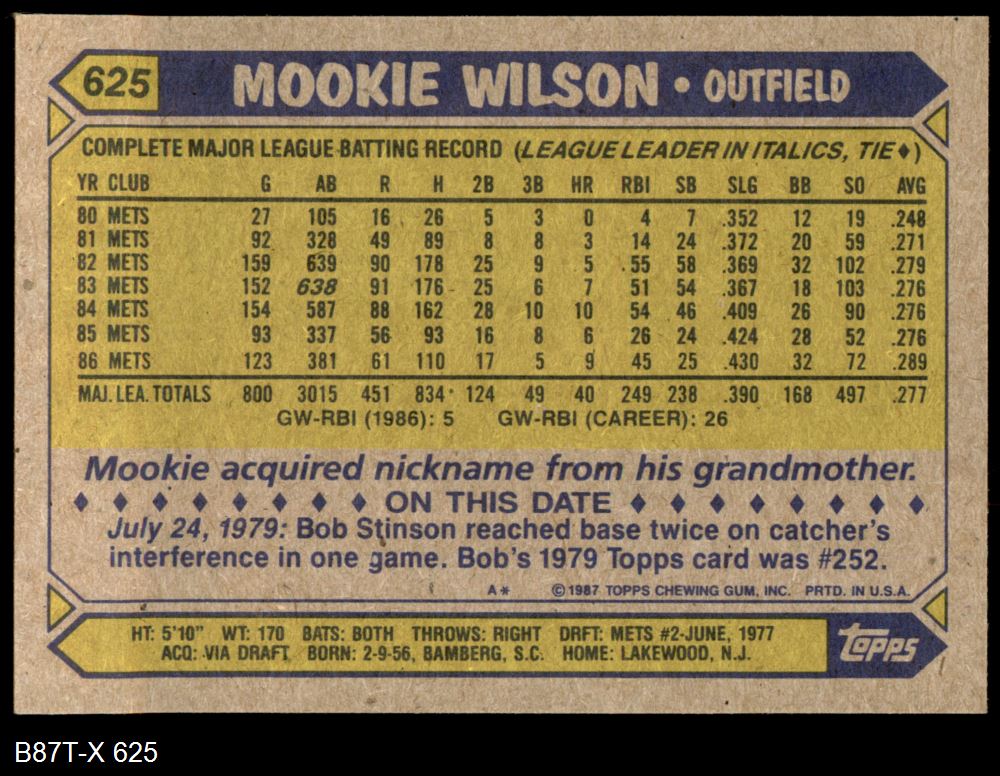 625 MOOKIE WILSON • OUTFIELD
COMPLETE MAJOR LEAGUE BATTING RECORD (LEAGUE LEADER IN ITALICS, TIE♦)
YR CLUB G AB R H 2B 3B HR RBI SB SLG BB SO AVG
80 METS 27 105 16 26 5 3 0 4 7 .352 12 19 .248
81 METS 92 328 49 89 8 8 3 14 24 .372 20 59 .271
82 METS 159 639 90 178 25 9 5 55 58 .369 32 102 .279
83 METS 152 638 91 176 25 6 7 51 54 .367 18 103 .276
84 METS 154 587 88 162 28 10 10 54 46 .409 26 90 .276
85 METS 93 337 56 93 16 8 6 26 24 .424 28 52 .276
86 METS 123 381 61 110 17 5 9 45 25 .430 32 72 .289
MAJ. LEA. TOTALS 800 3015 451 834 124 49 40 249 238 .390 168 497 .277
GW-RBI (1986): 5 GW-RBI (CAREER): 26
Mookie acquired nickname from his grandmother.
♦ ♦ ♦ ♦ ♦ ♦ ♦ ♦ ON THIS DATE ♦ ♦ ♦ ♦ ♦ ♦ ♦ ♦
July 24, 1979: Bob Stinson reached base twice on catcher's
interference in one game. Bob's 1979 Topps card was #252.
A* ©1987 TOPPS CHEWING GUM, INC. PRTD. IN U.S.A.
HT: 5'10" WT: 170 BATS: BOTH THROWS: RIGHT DRFT: METS #2-JUNE, 1977
ACQ: VIA DRAFT BORN: 2-9-56, BAMBERG, S.C. HOME: LAKEWOOD, N.J.
topps
B87T-X 625